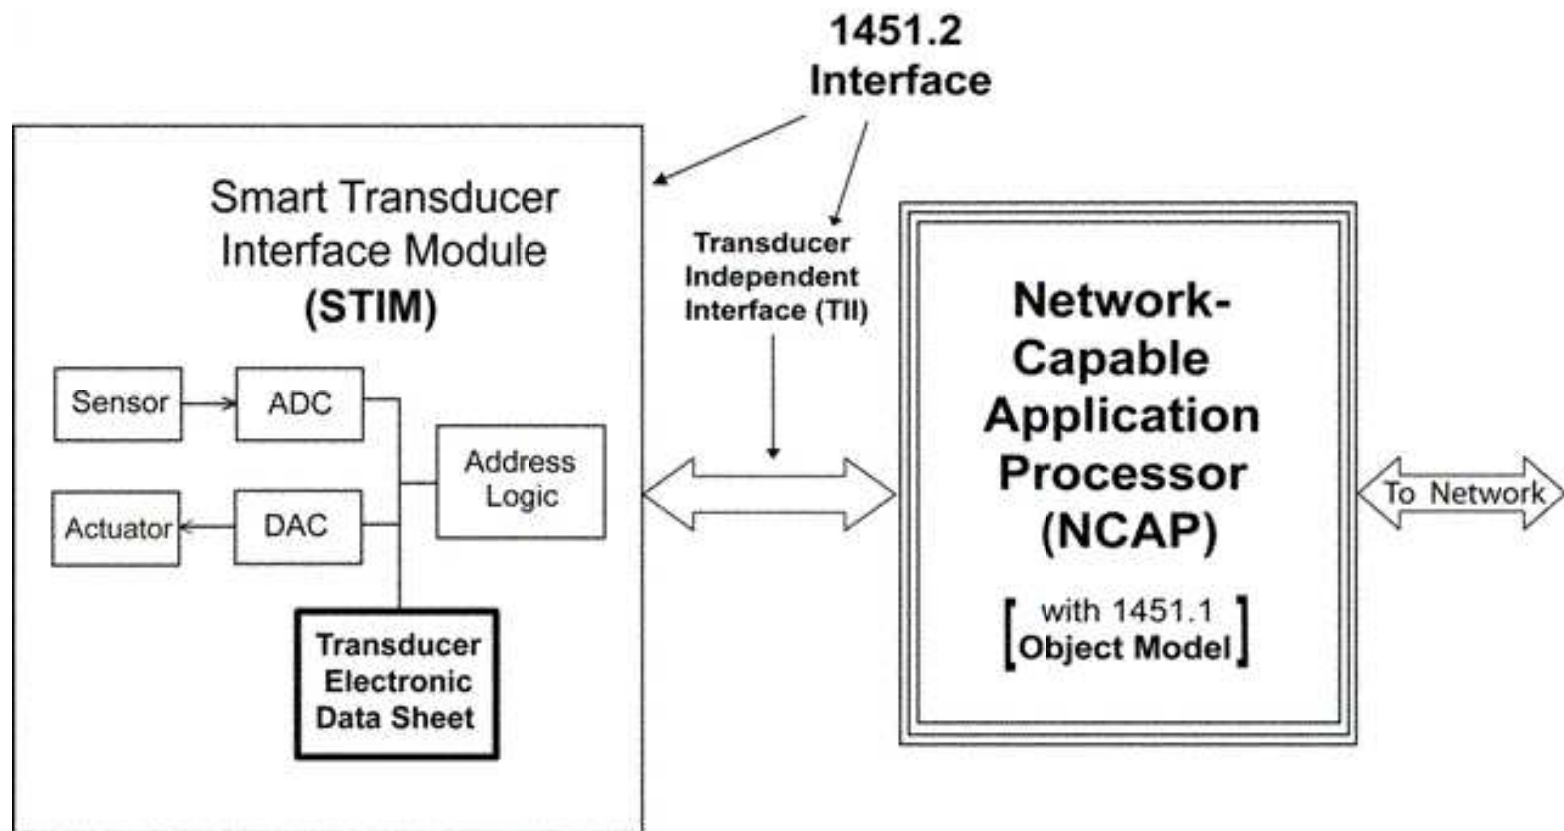 1451.2
Interface
Smart Transducer
Interface Module
(STIM)
Transducer
Independent
Interface (TII)
Sensor
ADC
Actuator
DAC
Address
Logic
Transducer
Electronic
Data Sheet
Network-
Capable
Application
Processor
(NCAP)
[ with 1451.1
Object Model ]
To Network